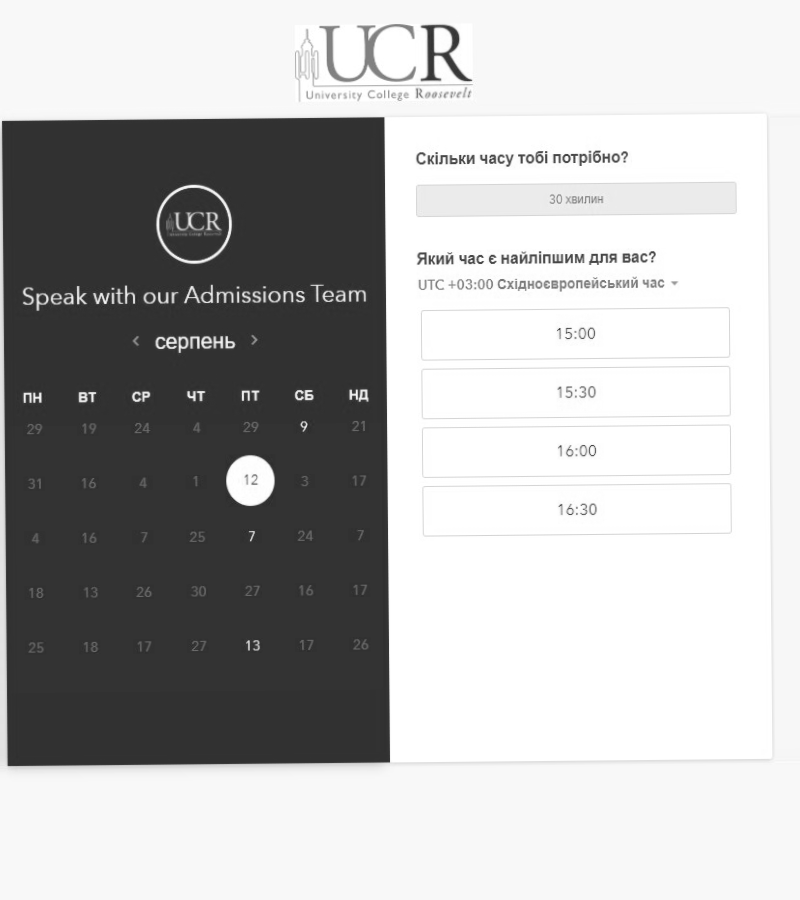 UCR
University College Roosevelt
UCR
Speak with our Admissions Team
серпень
ПН ВТ СР ЧТ ПТ СБ НД
29 19 24 4 29 9 21
31 16 4 1 12 3 17
4 16 7 25 7 24 7
18 13 26 30 27 16 17
25 18 17 27 13 17 26
Скільки часу тобі потрібно?
30 хвилин
Який час є найліпшим для вас?
UTC +03:00 Східноєвропейський час
15:00
15:30
16:00
16:30